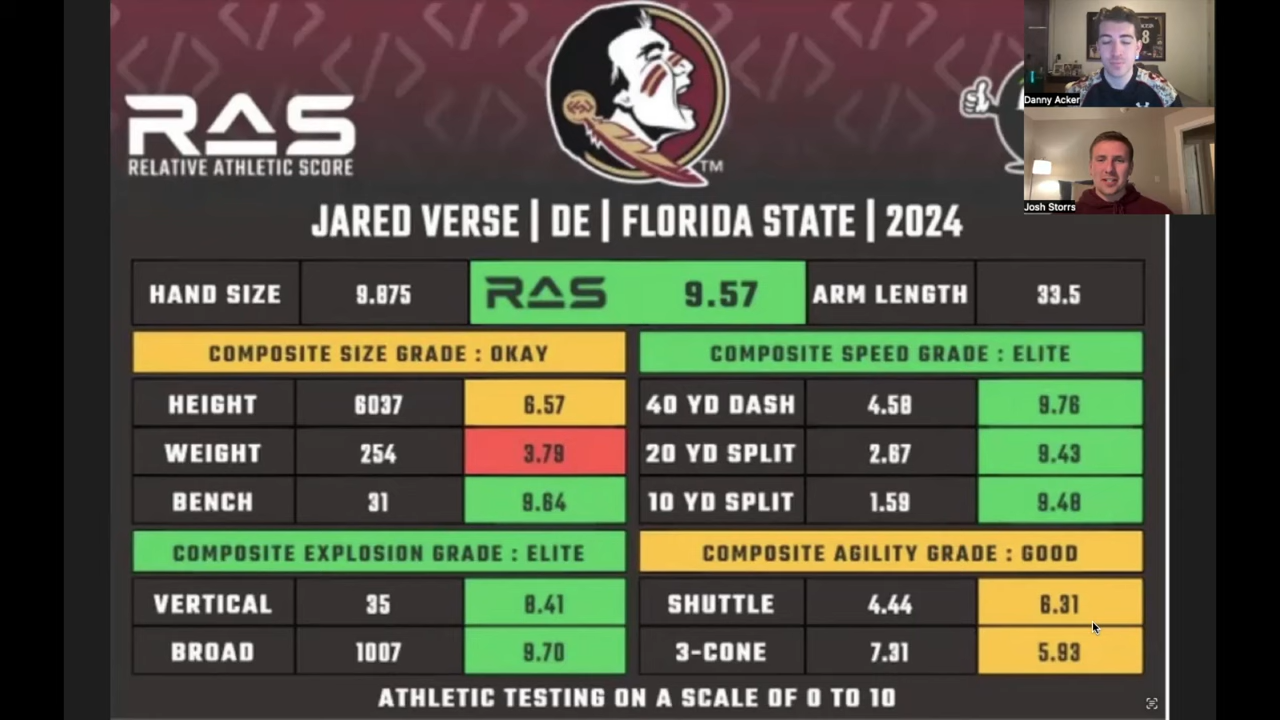 RAS
RELATIVE ATHLETIC SCORE
TM
Danny Acker
8
Josh Storrs
JARED VERSE | DE | FLORIDA STATE | 2024
HAND SIZE 9.875 RAS 9.57 ARM LENGTH 33.5
COMPOSITE SIZE GRADE : OKAY COMPOSITE SPEED GRADE : ELITE
HEIGHT 6037 6.57 40 YD DASH 4.58 9.76
WEIGHT 254 3.79 20 YD SPLIT 2.67 9.43
BENCH 31 9.64 10 YD SPLIT 1.59 9.48
COMPOSITE EXPLOSION GRADE : ELITE COMPOSITE AGILITY GRADE : GOOD
VERTICAL 35 8.41 SHUTTLE 4.44 6.31
BROAD 1007 9.70 3-CONE 7.31 5.93
ATHLETIC TESTING ON A SCALE OF 0 TO 10